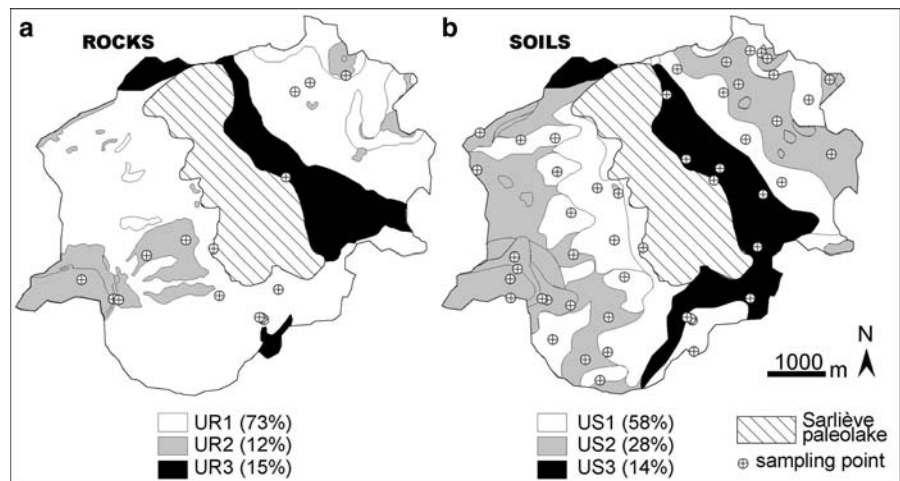 a
ROCKS
b
SOILS
N
1000 m
UR1 (73%)
UR2 (12%)
UR3 (15%)
US1 (58%)
US2 (28%)
US3 (14%)
Sarliève
paleolake
sampling point